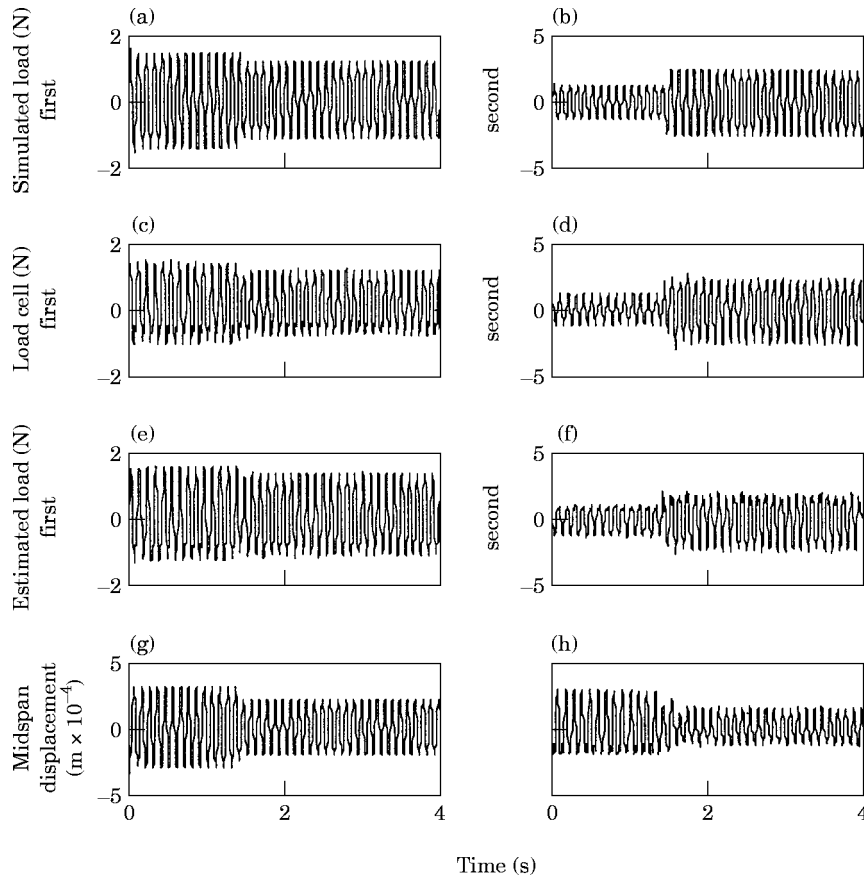 (a)
(b)
Simulated load (N)
first
2
0
−2
second
5
0
−5
(c)
(d)
Load cell (N)
first
2
0
−2
second
5
0
−5
(e)
(f)
Estimated load (N)
first
2
0
−2
second
5
0
−5
2
(g)
(h)
Midspan
displacement
(m × 10⁻⁴)
5
0
−5
0
2
4
4
Time (s)